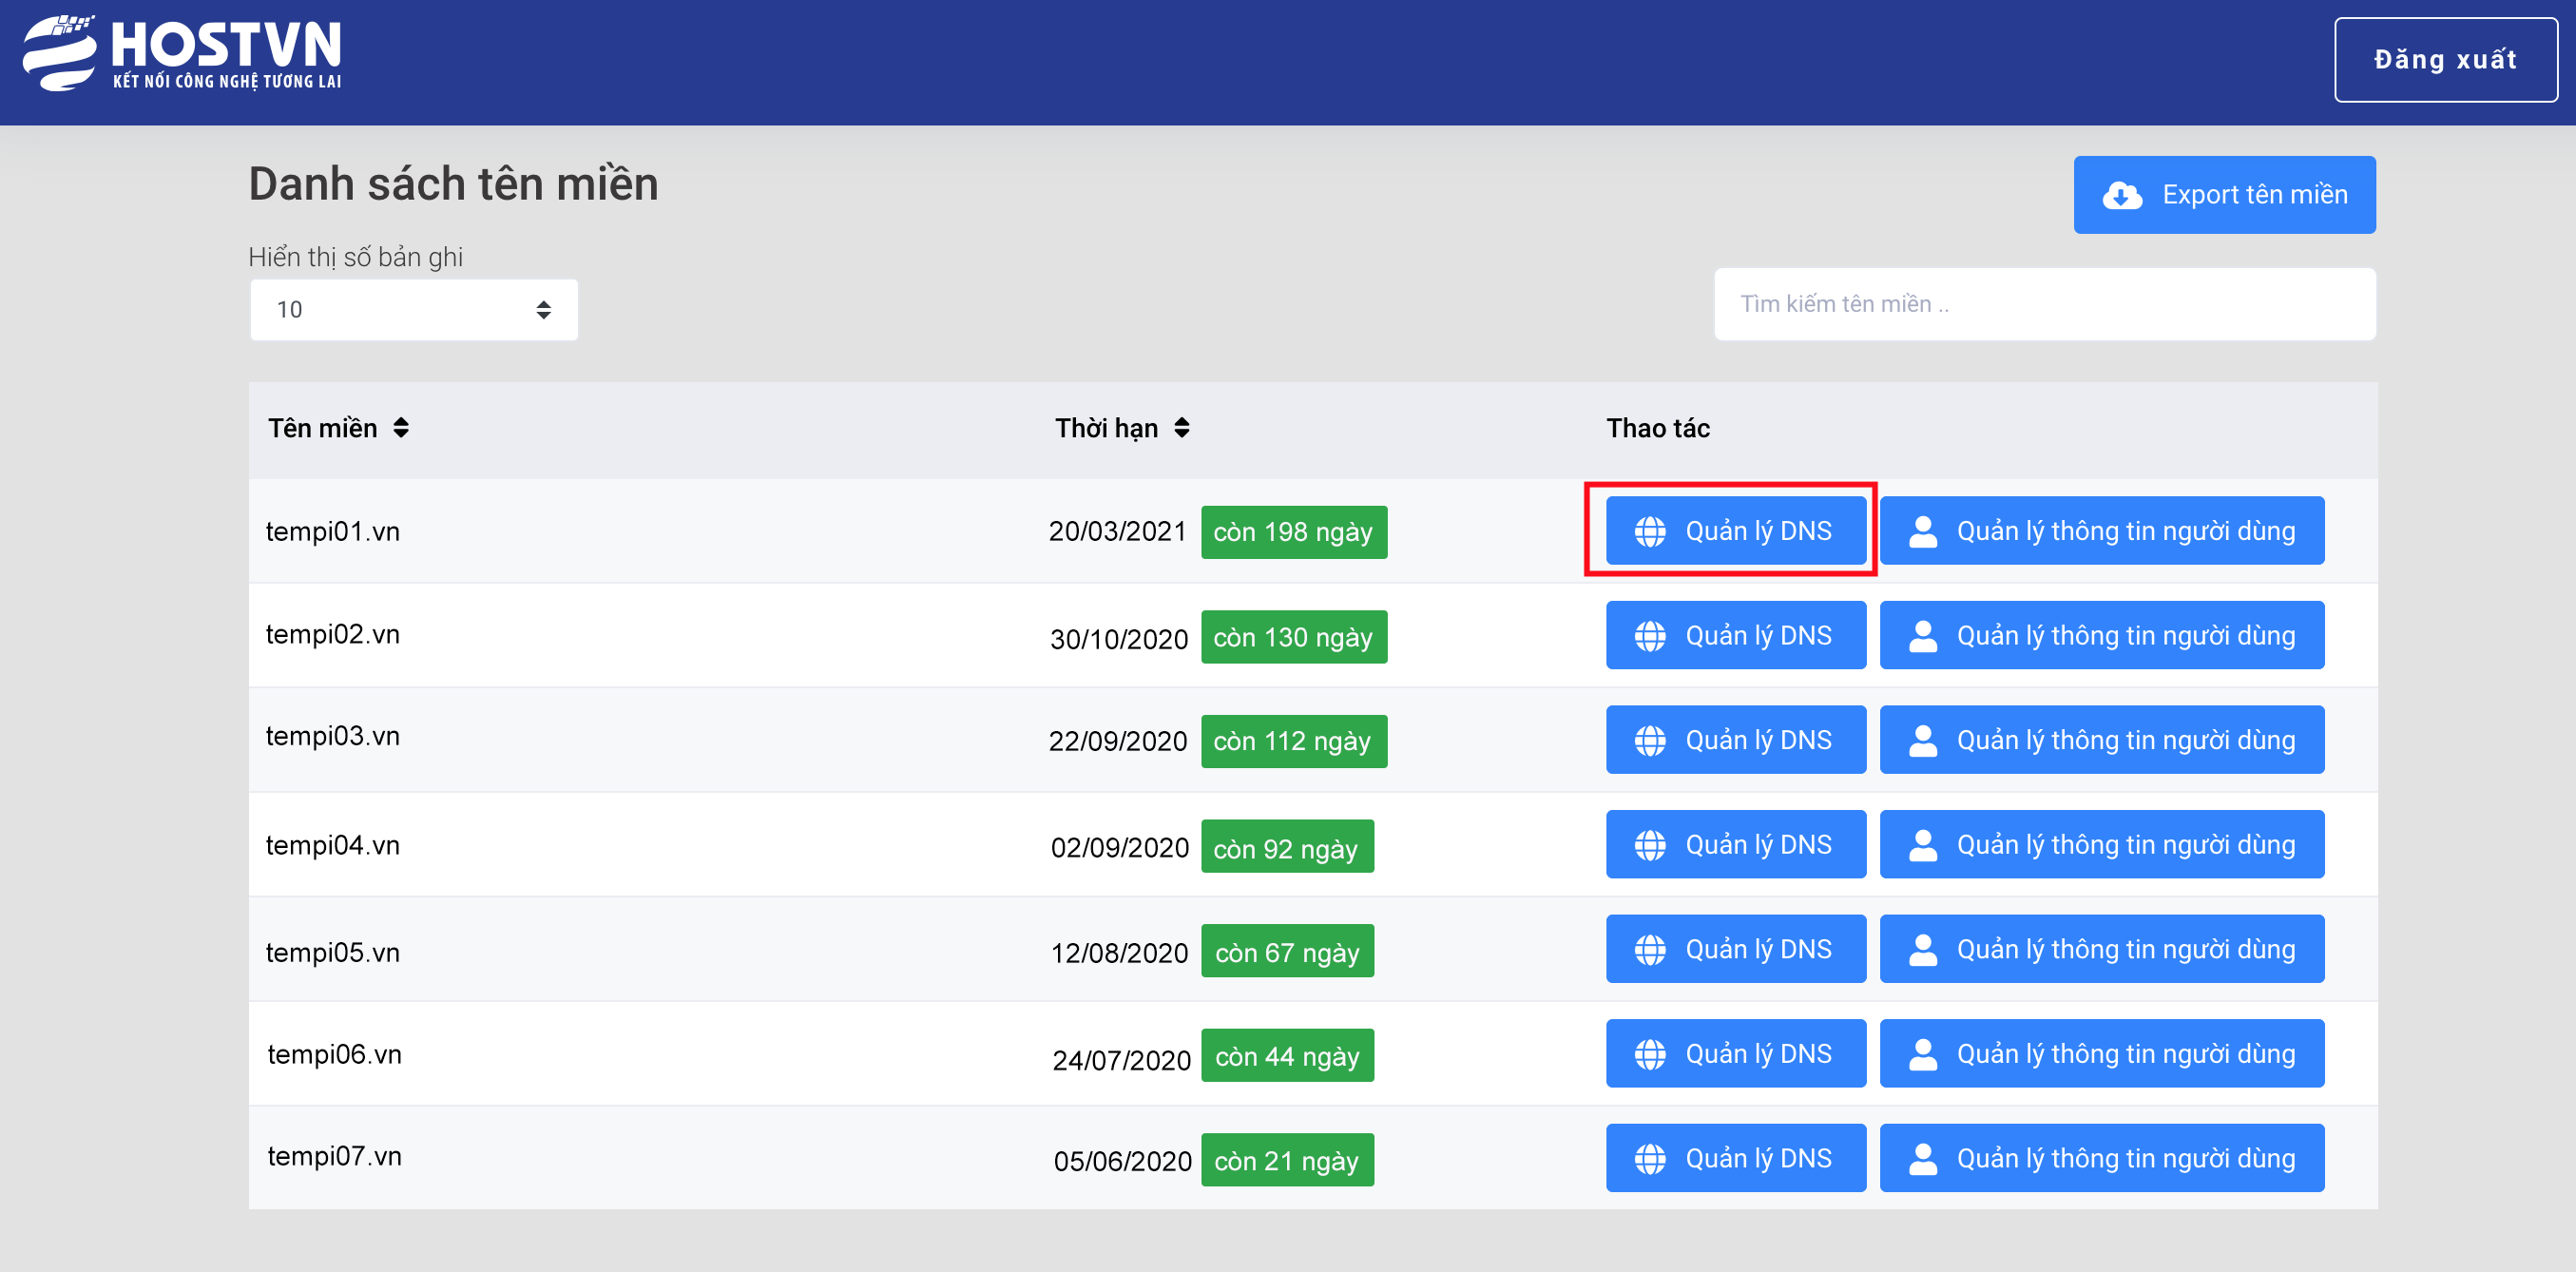 HOSTVN
KẾT NỐI CÔNG NGHỆ TƯƠNG LAI
Đăng xuất
Danh sách tên miền
Export tên miền
Hiển thị số bản ghi
10
Tìm kiếm tên miền ..
Tên miền Thời hạn Thao tác
tempi01.vn 20/03/2021 còn 198 ngày Quản lý DNS Quản lý thông tin người dùng
tempi02.vn 30/10/2020 còn 130 ngày Quản lý DNS Quản lý thông tin người dùng
tempi03.vn 22/09/2020 còn 112 ngày Quản lý DNS Quản lý thông tin người dùng
tempi04.vn 02/09/2020 còn 92 ngày Quản lý DNS Quản lý thông tin người dùng
tempi05.vn 12/08/2020 còn 67 ngày Quản lý DNS Quản lý thông tin người dùng
tempi06.vn 24/07/2020 còn 44 ngày Quản lý DNS Quản lý thông tin người dùng
tempi07.vn 05/06/2020 còn 21 ngày Quản lý DNS Quản lý thông tin người dùng